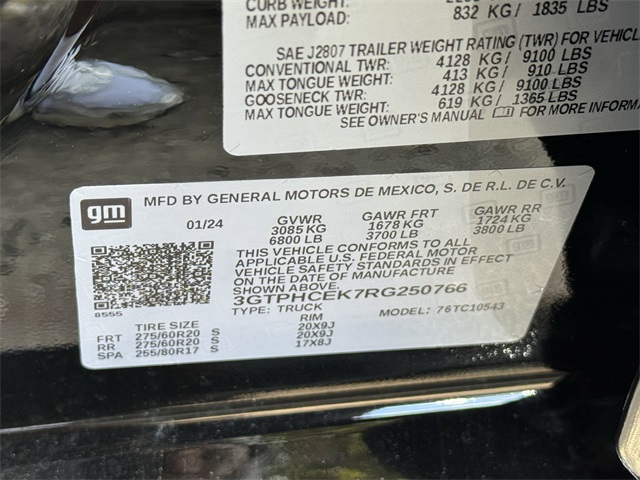 CURB WEIGHT:
MAX PAYLOAD: 832 KG / 1835 LBS
SAE J2807 TRAILER WEIGHT RATING (TWR) FOR VEHICL
CONVENTIONAL TWR: 4128 KG / 9100 LBS
MAX TONGUE WEIGHT: 413 KG / 910 LBS
GOOSENECK TWR: 4128 KG / 9100 LBS
MAX TONGUE WEIGHT: 619 KG / 1365 LBS
SEE OWNER'S MANUAL FOR MORE INFORMA
gm
MFD BY GENERAL MOTORS DE MEXICO, S. DE R.L. DE C.V.
01/24 GVWR GAWR FRT GAWR RR
3085 KG 1678 KG 1724 KG
6800 LB 3700 LB 3800 LB
THIS VEHICLE CONFORMS TO ALL
APPLICABLE U.S. FEDERAL MOTOR
VEHICLE SAFETY STANDARDS IN EFFECT
ON THE DATE OF MANUFACTURE
SHOWN ABOVE.
3GTPHCEK7RG250766
8555 TYPE: TRUCK MODEL: 76TC10543
TIRE SIZE RIM
FRT 275/60R20 S 20X9J
RR 275/60R20 S 20X9J
SPA 255/80R17 S 17X8J